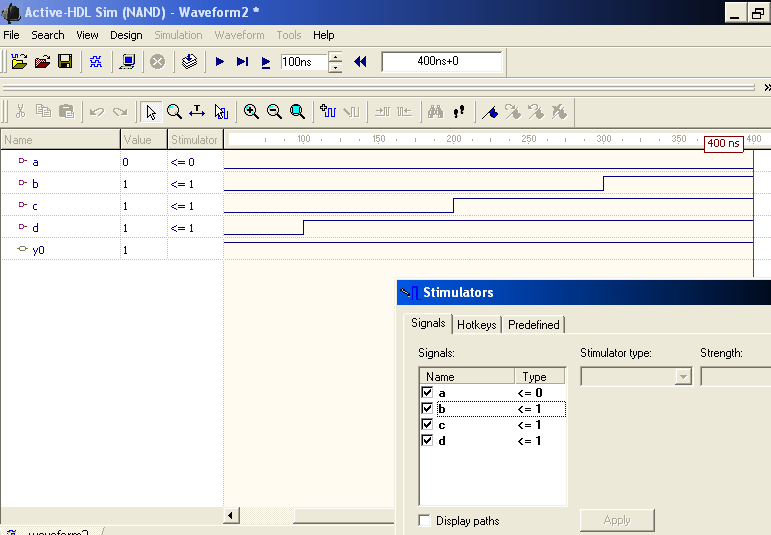 Active-HDL Sim (NAND) - Waveform2 *
File Search View Design Simulation Waveform Tools Help
100ns 400ns+0
Name Value Stimulator 100 150 200 250 300 350 400
400 ns
a 0 <= 0
b 1 <= 1
c 1 <= 1
d 1 <= 1
y0 1
Stimulators
Signals Hotkeys Predefined
Signals: Stimulator type: Strength:
Name Type
a <= 0
b <= 1
c <= 1
d <= 1
Display paths Apply
waveform2